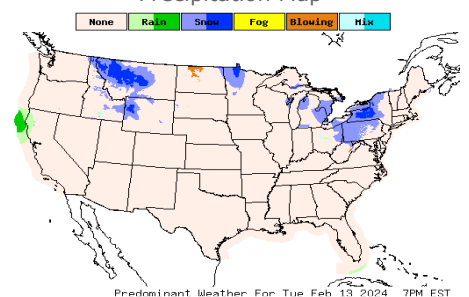 Precipitation Map
None Rain Snow Fog Blowing Mix
Predominant Weather For Tue Feb 13 2024 7PM EST